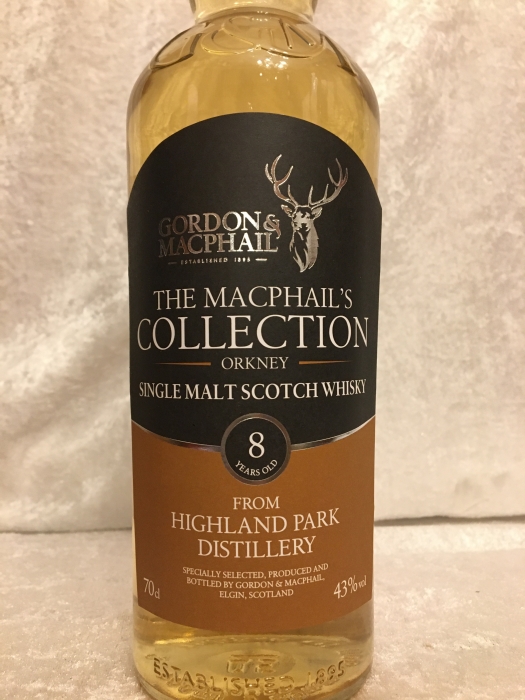 GORDON &
MACPHAIL
ESTABLISHED 1895
THE MACPHAIL'S
COLLECTION
ORKNEY
SINGLE MALT SCOTCH WHISKY
8
YEARS OLD
FROM
HIGHLAND PARK
DISTILLERY
SPECIALLY SELECTED, PRODUCED AND
BOTTLED BY GORDON & MACPHAIL,
ELGIN, SCOTLAND
70cl
43% vol
ESTABLISHED 1895